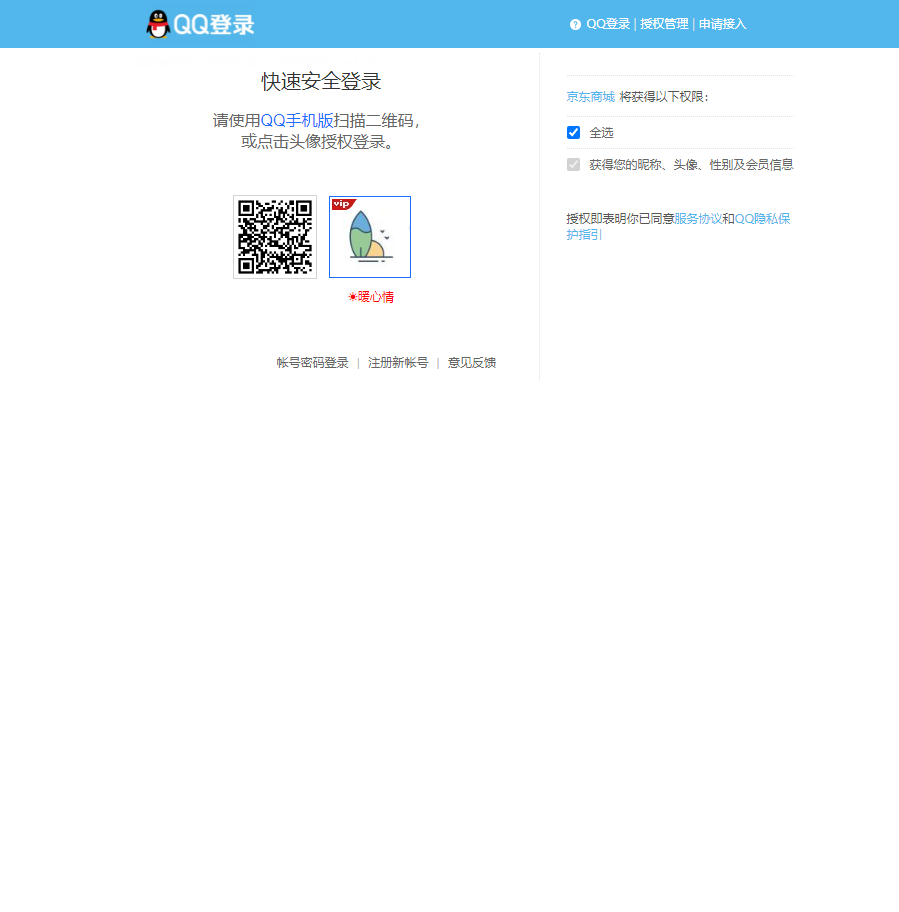 QQ登录
QQ登录 | 授权管理 | 申请接入
快速安全登录
请使用QQ手机版扫描二维码，
或点击头像授权登录。
vip
☀暖心情
帐号密码登录 | 注册新帐号 | 意见反馈
京东商城 将获得以下权限：
全选
获得您的昵称、头像、性别及会员信息
授权即表明你已同意服务协议和QQ隐私保
护指引